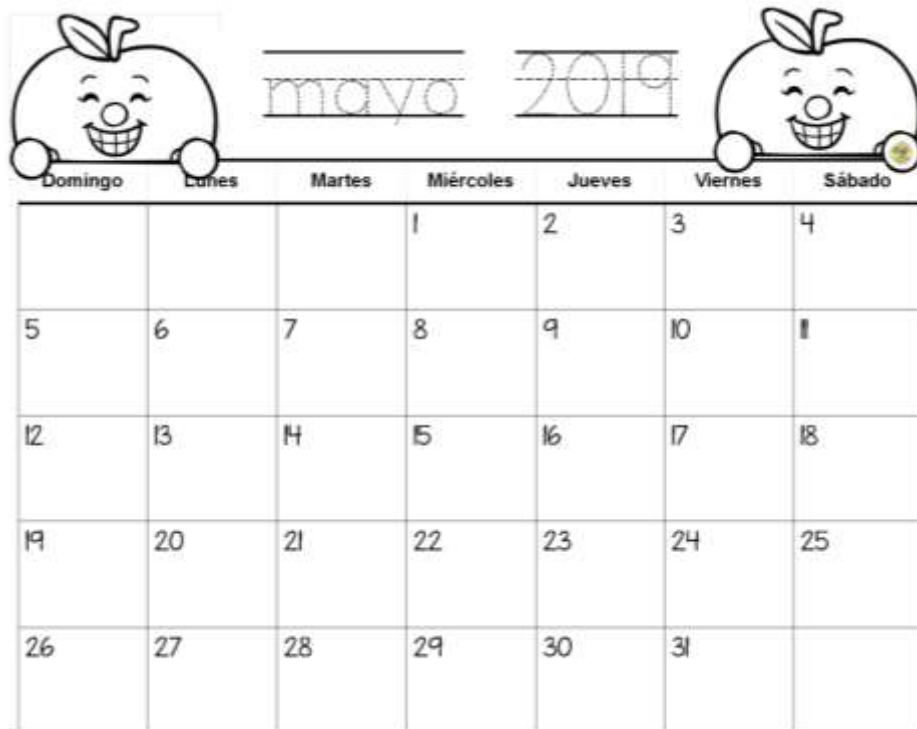 mayo 2019
Domingo Lunes Martes Miércoles Jueves Viernes Sábado
1 2 3 4
5 6 7 8 9 10 11
12 13 14 15 16 17 18
19 20 21 22 23 24 25
26 27 28 29 30 31